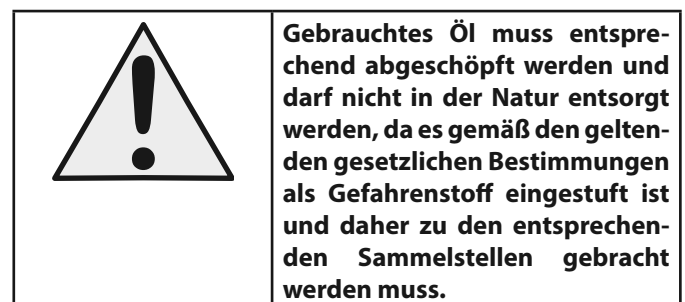 Gebrauchtes Öl muss entspre-
chend abgeschöpft werden und
darf nicht in der Natur entsorgt
werden, da es gemäß den gelten-
den gesetzlichen Bestimmungen
als Gefahrenstoff eingestuft ist
und daher zu den entsprechen-
den Sammelstellen gebracht
werden muss.